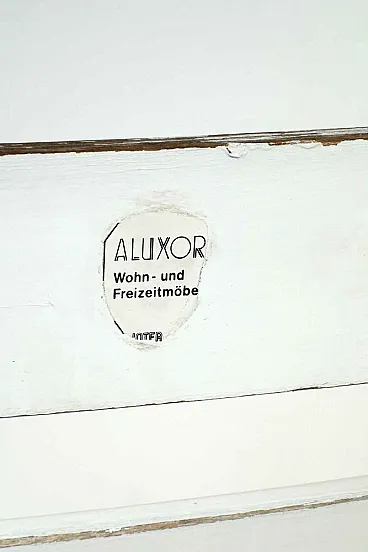 ALUXOR
Wohn- und
Freizeitmöbe